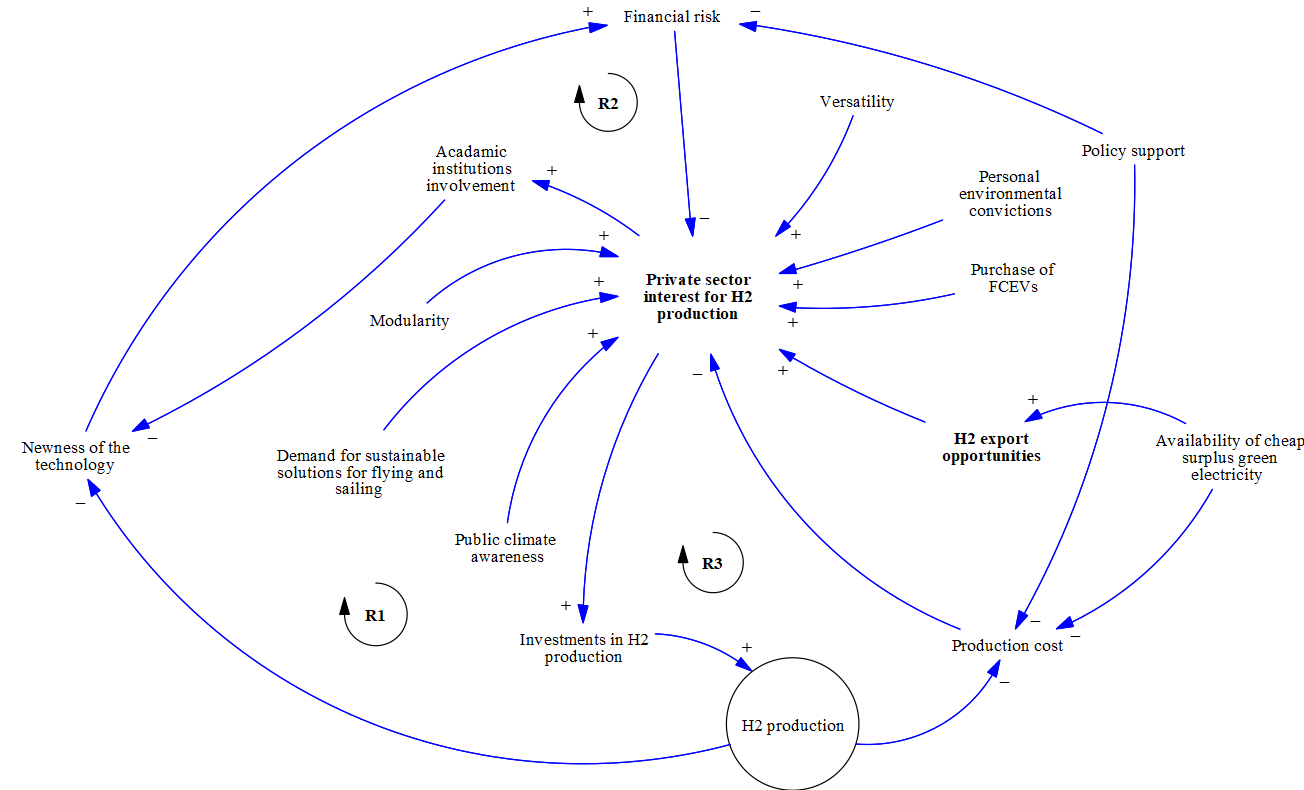 +
Financial risk
−
R2
Versatility
Acadamic
institutions
involvement
+
Policy support
Personal
environmental
convictions
−
+
+
Purchase of
FCEVs
Private sector
interest for H2
production
+
+
Modularity
+
+
−
+
+
Newness of the
technology
−
H2 export
opportunities
Availability of cheap
surplus green
electricity
Demand for sustainable
solutions for flying and
sailing
−
Public climate
awareness
R3
R1
+
Investments in H2
production
+
−
−
Production cost
−
H2 production